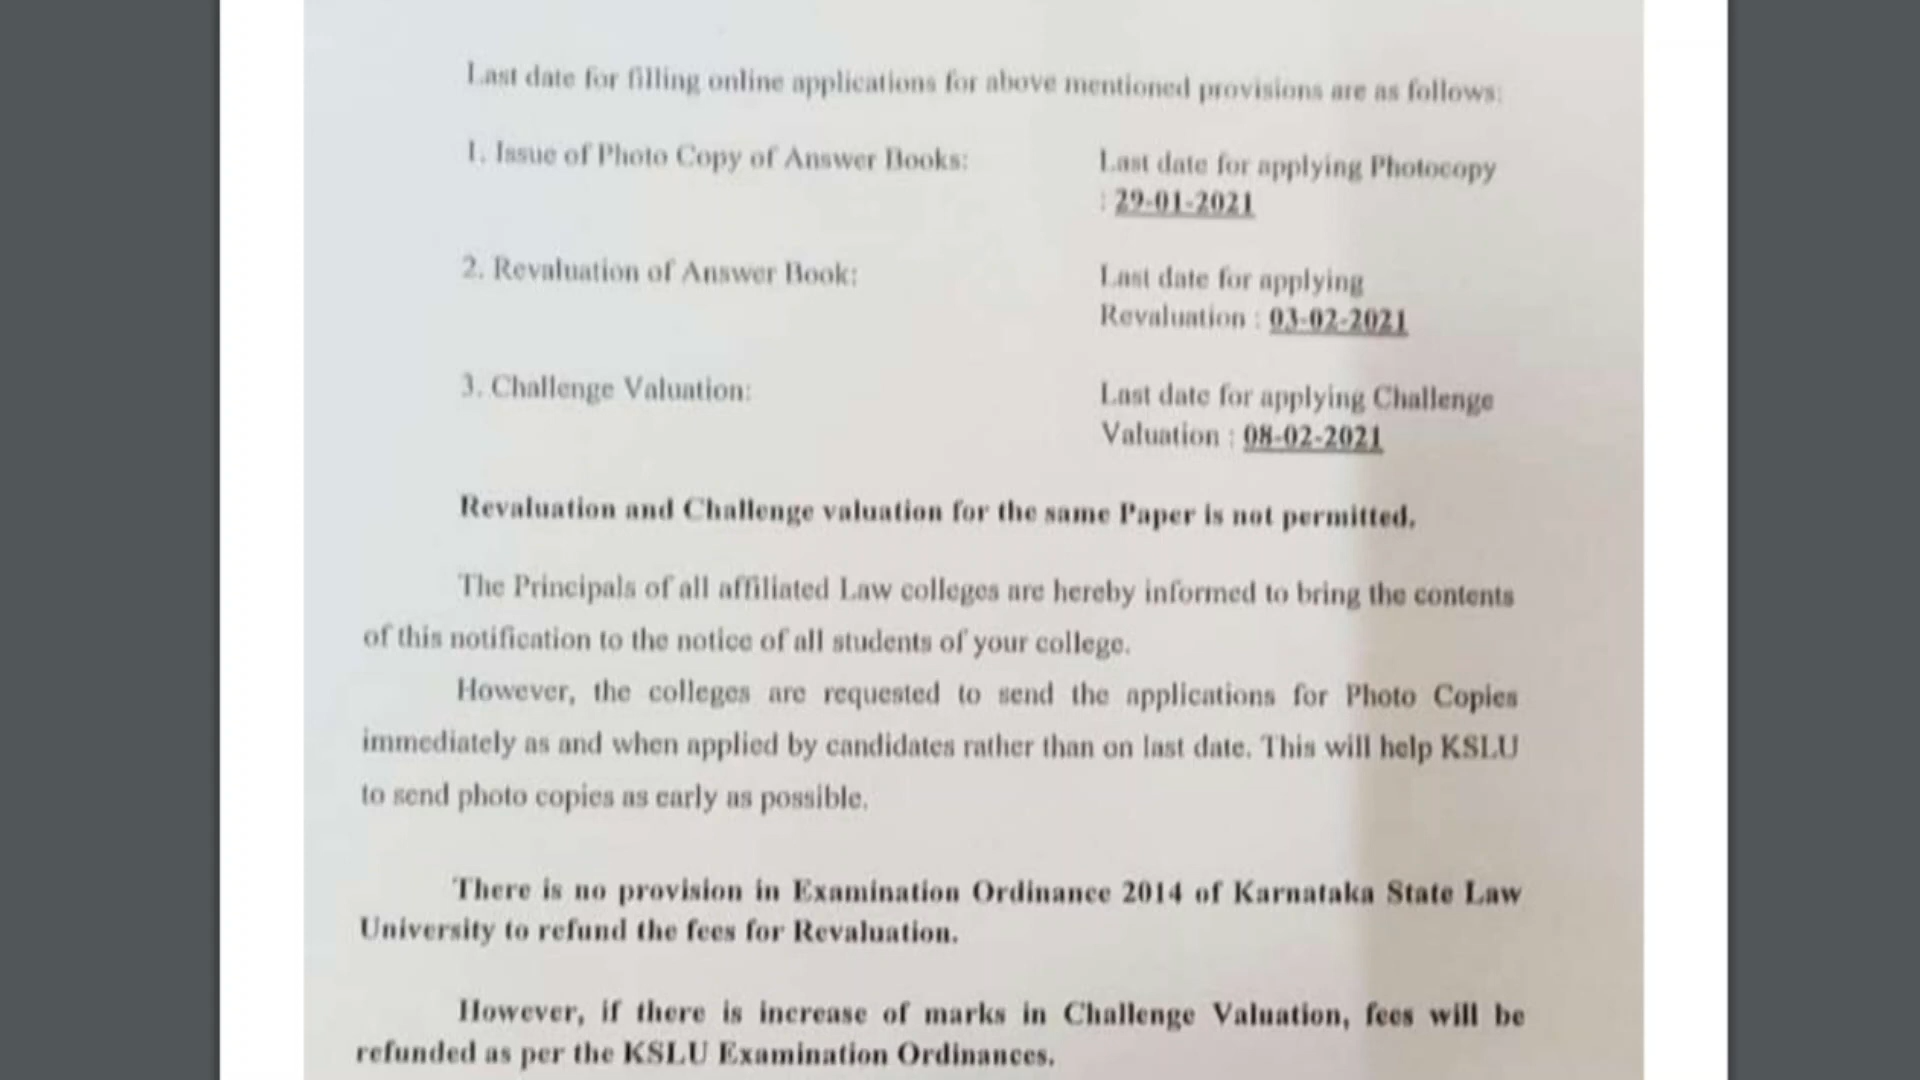 Last date for filling online applications for above mentioned provisions are as follows:
1. Issue of Photo Copy of Answer Books:
Last date for applying Photocopy
: 29-01-2021
2. Revaluation of Answer Book:
Last date for applying
Revaluation : 03-02-2021
3. Challenge Valuation:
Last date for applying Challenge
Valuation : 08-02-2021
Revaluation and Challenge valuation for the same Paper is not permitted.
The Principals of all affiliated Law colleges are hereby informed to bring the contents
of this notification to the notice of all students of your college.
However, the colleges are requested to send the applications for Photo Copies
immediately as and when applied by candidates rather than on last date. This will help KSLU
to send photo copies as early as possible.
There is no provision in Examination Ordinance 2014 of Karnataka State Law
University to refund the fees for Revaluation.
However, if there is increase of marks in Challenge Valuation, fees will be
refunded as per the KSLU Examination Ordinances.